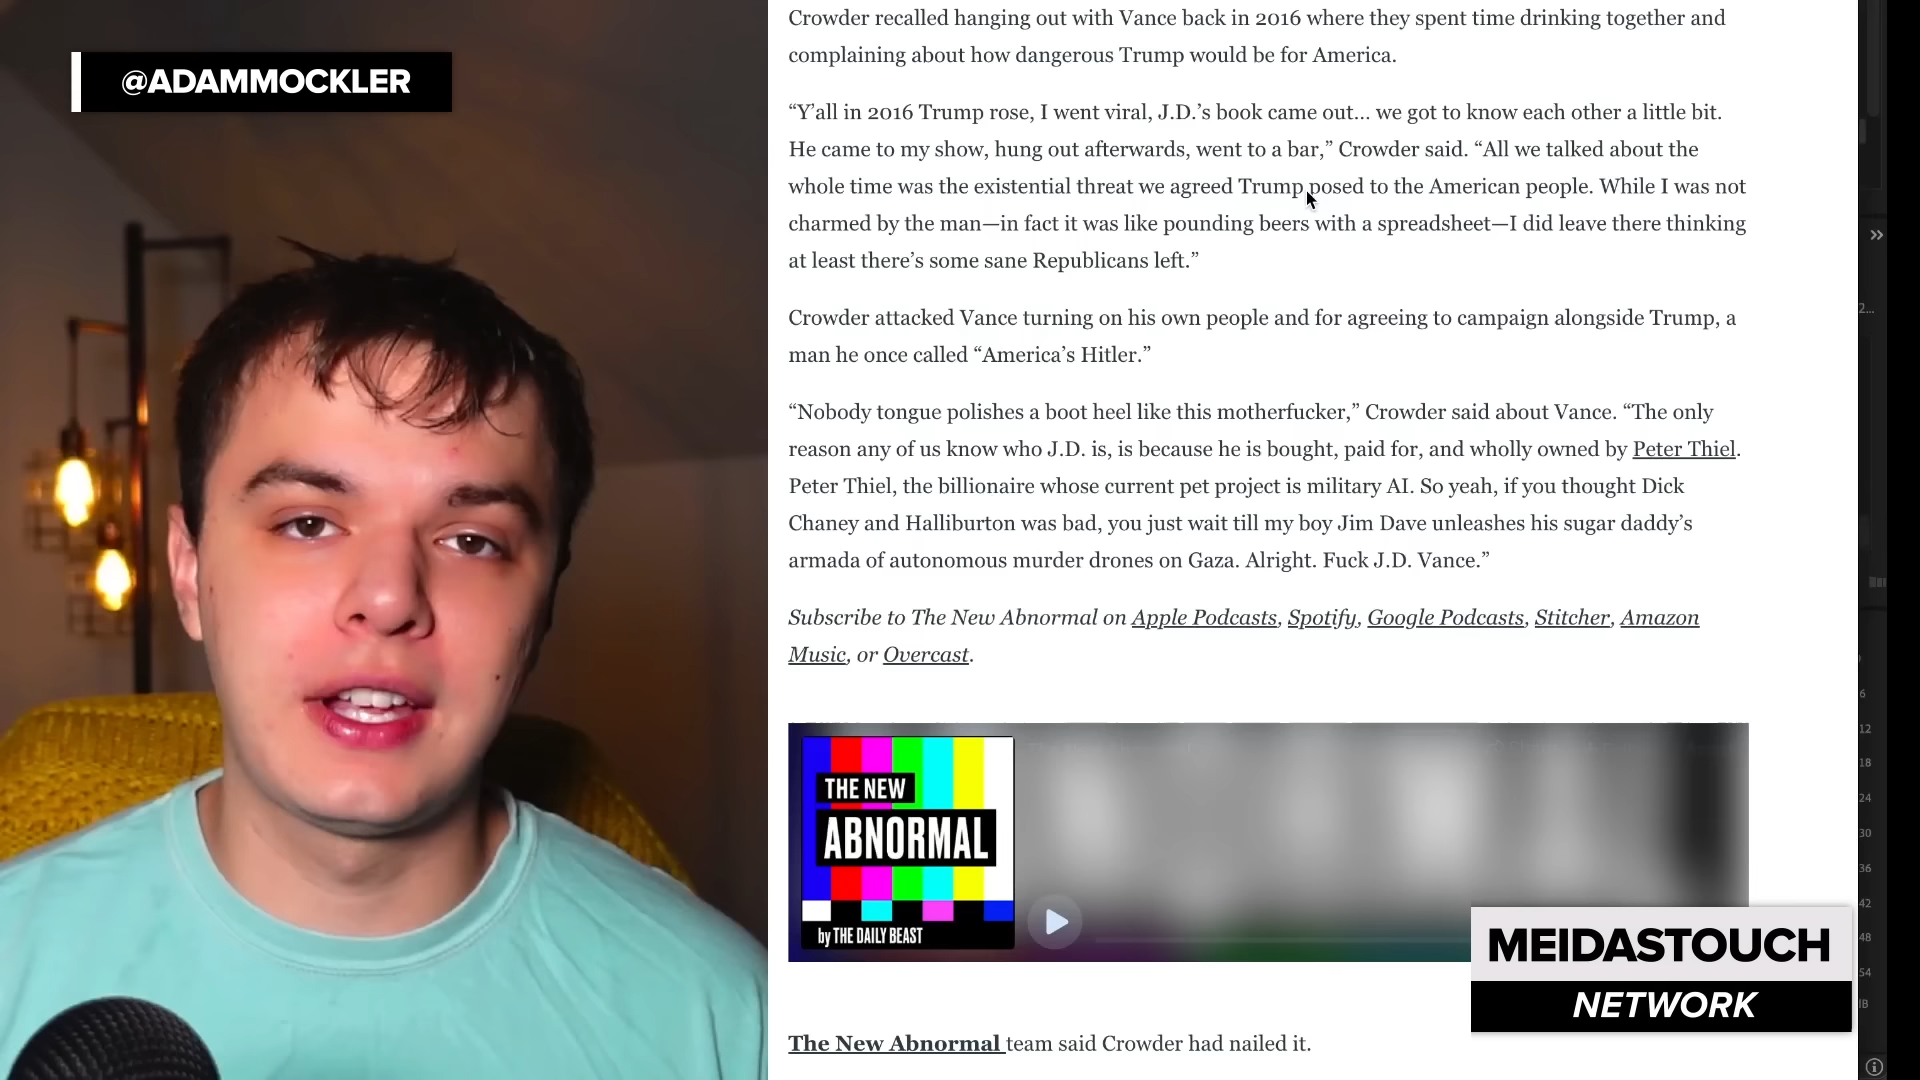 @ADAMMOCKLER
Crowder recalled hanging out with Vance back in 2016 where they spent time drinking together and
complaining about how dangerous Trump would be for America.
“Y’all in 2016 Trump rose, I went viral, J.D.’s book came out... we got to know each other a little bit.
He came to my show, hung out afterwards, went to a bar,” Crowder said. “All we talked about the
whole time was the existential threat we agreed Trump posed to the American people. While I was not
charmed by the man—in fact it was like pounding beers with a spreadsheet—I did leave there thinking
at least there’s some sane Republicans left.”
Crowder attacked Vance turning on his own people and for agreeing to campaign alongside Trump, a
man he once called “America’s Hitler.”
“Nobody tongue polishes a boot heel like this motherfucker,” Crowder said about Vance. “The only
reason any of us know who J.D. is, is because he is bought, paid for, and wholly owned by Peter Thiel.
Peter Thiel, the billionaire whose current pet project is military AI. So yeah, if you thought Dick
Chaney and Halliburton was bad, you just wait till my boy Jim Dave unleashes his sugar daddy’s
armada of autonomous murder drones on Gaza. Alright. Fuck J.D. Vance.”
Subscribe to The New Abnormal on Apple Podcasts, Spotify, Google Podcasts, Stitcher, Amazon
Music, or Overcast.
THE NEW
ABNORMAL
by THE DAILY BEAST
The New Abnormal team said Crowder had nailed it.
MEIDASTOUCH
NETWORK
2...
6
12
18
24
30
36
42
48
54